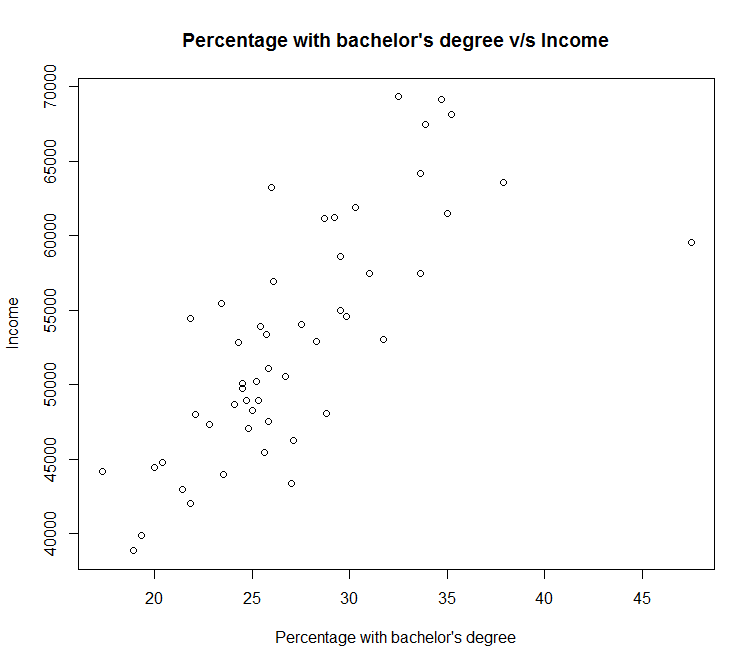 Percentage with bachelor's degree v/s Income
70000
65000
60000
55000
50000
45000
40000
Income
20 25 30 35 40 45
Percentage with bachelor's degree